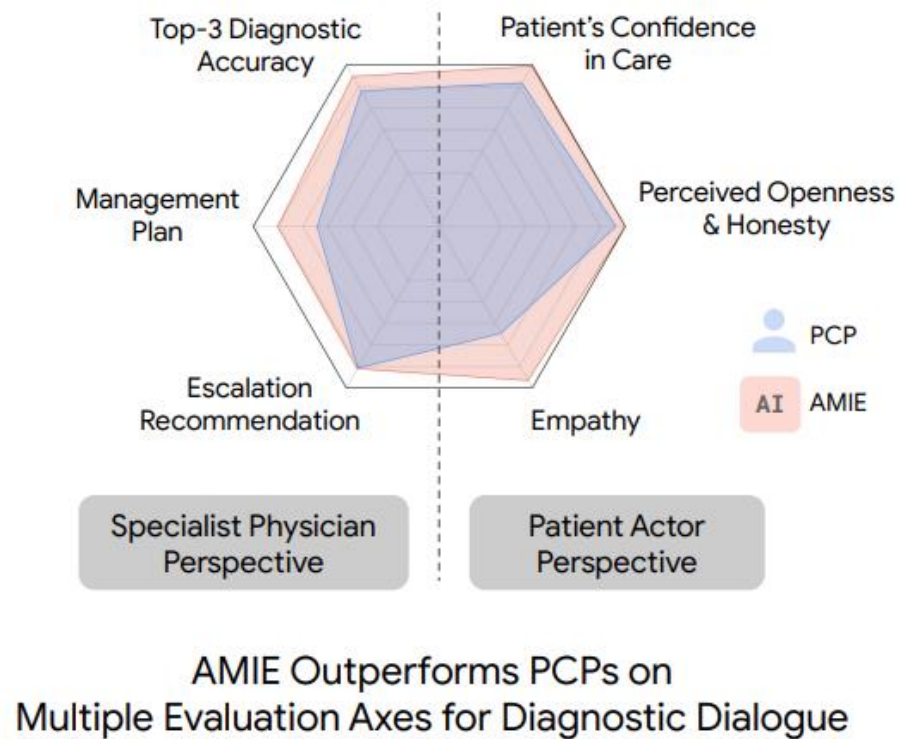 Top-3 Diagnostic
Accuracy
Patient's Confidence
in Care
Management
Plan
Perceived Openness
& Honesty
PCP
AI AMIE
Escalation
Recommendation
Empathy
Specialist Physician
Perspective
Patient Actor
Perspective
AMIE Outperforms PCPs on
Multiple Evaluation Axes for Diagnostic Dialogue